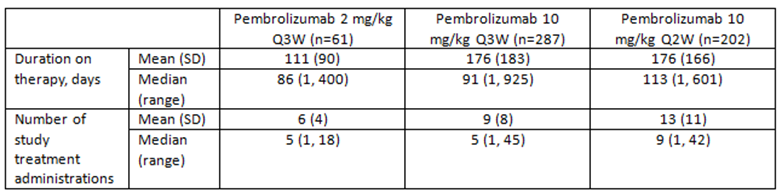 Pembrolizumab 2 mg/kg Q3W (n=61) Pembrolizumab 10 mg/kg Q3W (n=287) Pembrolizumab 10 mg/kg Q2W (n=202)
Duration on therapy, days Mean (SD) 111 (90) 176 (183) 176 (166)
Median (range) 86 (1, 400) 91 (1, 925) 113 (1, 601)
Number of study treatment administrations Mean (SD) 6 (4) 9 (8) 13 (11)
Median (range) 5 (1, 18) 5 (1, 45) 9 (1, 42)